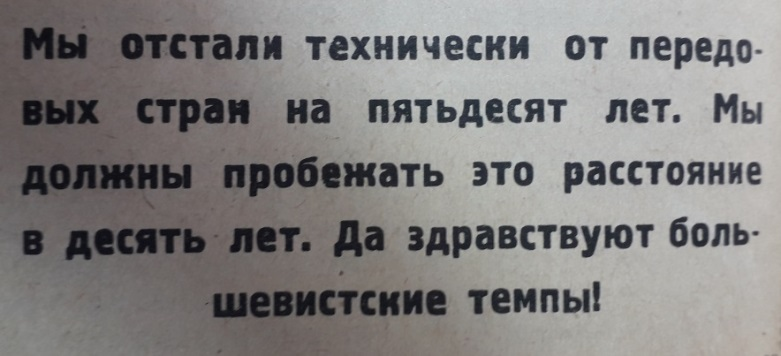 Мы отстали технически от передо-
вых стран на пятьдесят лет. Мы
должны пробежать это расстояние
в десять лет. Да здравствуют боль-
шевистские темпы!